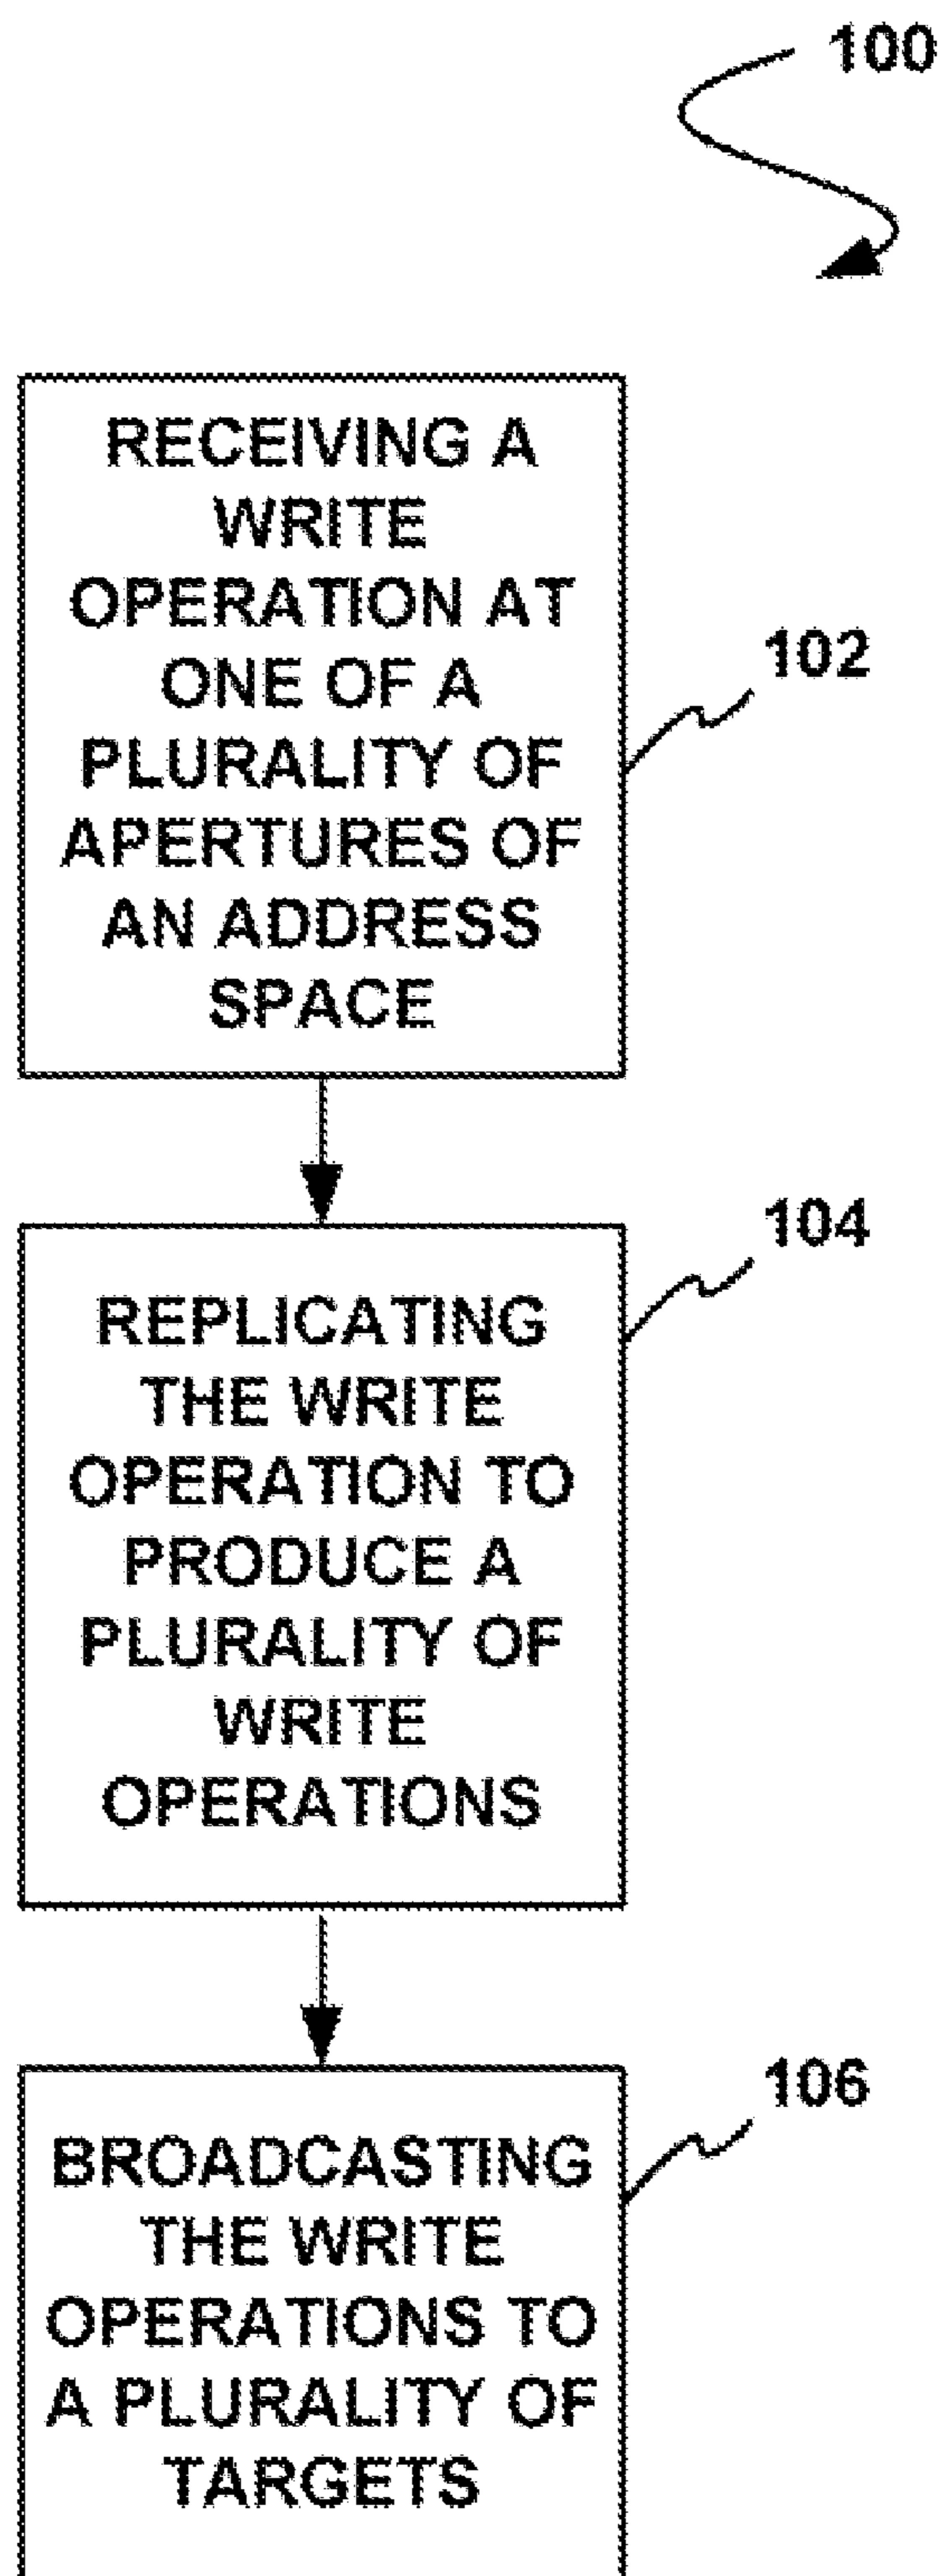 100
RECEIVING A
WRITE
OPERATION AT
ONE OF A
PLURALITY OF
APERTURES OF
AN ADDRESS
SPACE
102
REPLICATING
THE WRITE
OPERATION TO
PRODUCE A
PLURALITY OF
WRITE
OPERATIONS
104
BROADCASTING
THE WRITE
OPERATIONS TO
A PLURALITY OF
TARGETS
106